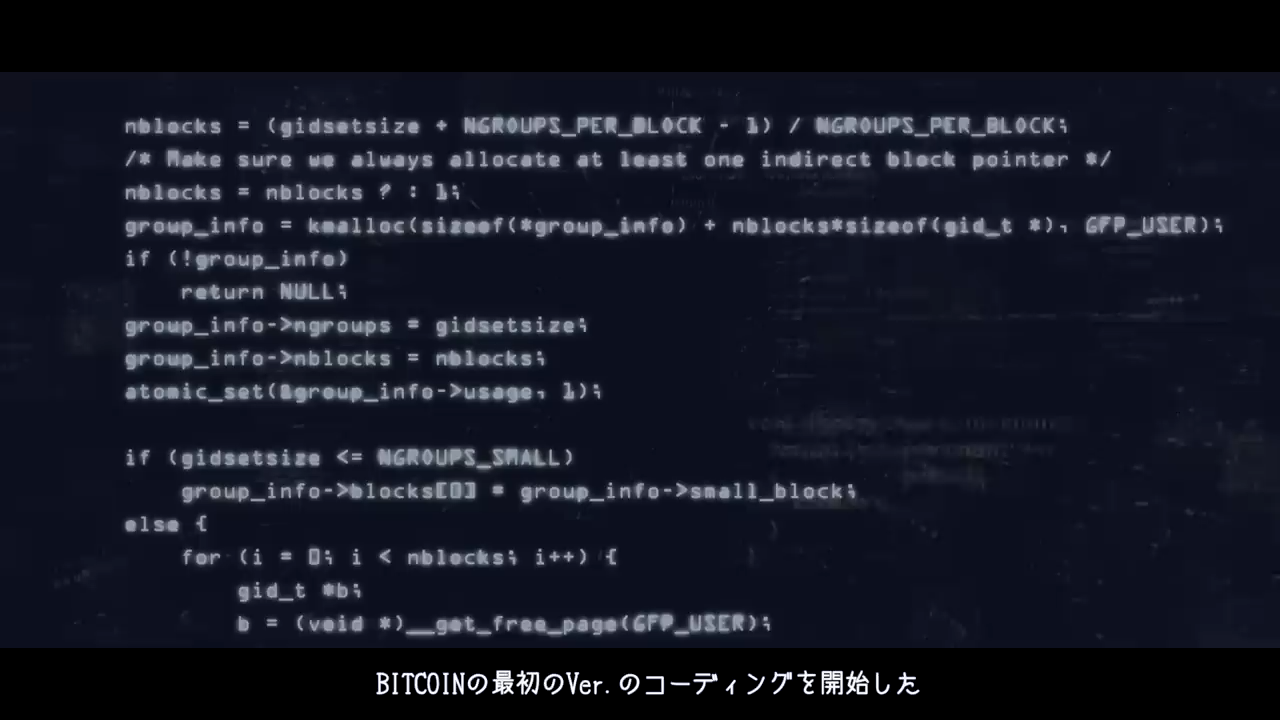 nblocks = (gidsetsize + NGROUPS_PER_BLOCK - 1) / NGROUPS_PER_BLOCK;
/* Make sure we always allocate at least one indirect block pointer */
nblocks = nblocks ? : 1;
group_info = kmalloc(sizeof(*group_info) + nblocks*sizeof(gid_t *), GFP_USER);
if (!group_info)
    return NULL;
group_info->ngroups = gidsetsize;
group_info->nblocks = nblocks;
atomic_set(&group_info->usage, 1);
if (gidsetsize <= NGROUPS_SMALL)
    group_info->blocks[0] = group_info->small_block;
else {
    for (i = 0; i < nblocks; i++) {
        gid_t *b;
        b = (void *)__get_free_page(GFP_USER);
BITCOINの最初のVer.のコーディングを開始した